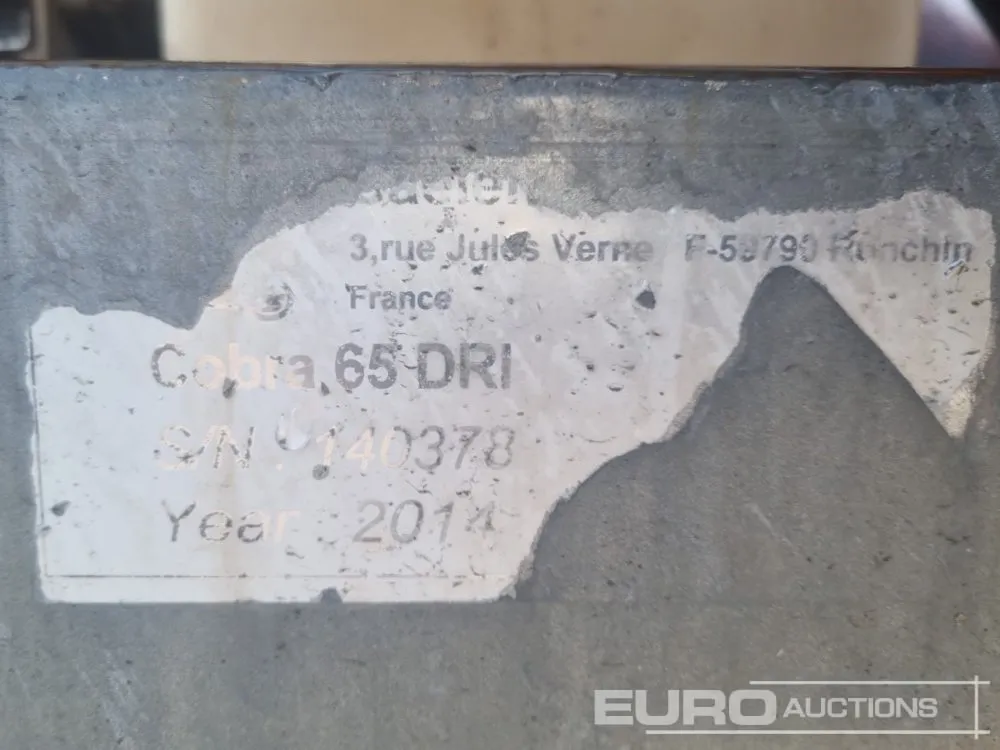 3,rue Jules Verne F-59790 Ronchin
France
Cobra 65 DRI
S/N : 140378
Year : 2014
EURO AUCTIONS